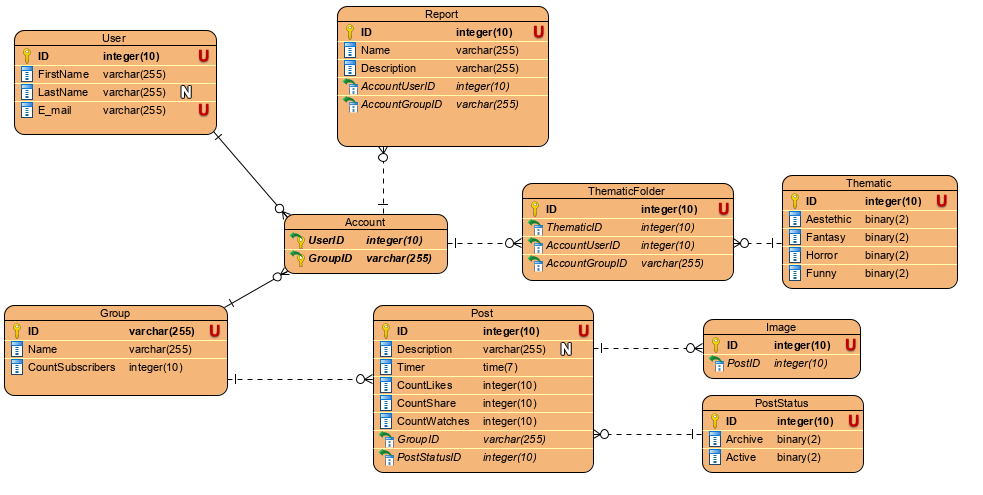 User
ID integer(10) U
FirstName varchar(255)
LastName varchar(255) N
E_mail varchar(255) U
Report
ID integer(10) U
Name varchar(255)
Description varchar(255)
AccountUserID integer(10)
AccountGroupID varchar(255)
Account
UserID integer(10)
GroupID varchar(255)
ThematicFolder
ID integer(10) U
ThematicID integer(10)
AccountUserID integer(10)
AccountGroupID varchar(255)
Thematic
ID integer(10) U
Aestethic binary(2)
Fantasy binary(2)
Horror binary(2)
Funny binary(2)
Group
ID varchar(255) U
Name varchar(255)
CountSubscribers integer(10)
Post
ID integer(10) U
Description varchar(255) N
Timer time(7)
CountLikes integer(10)
CountShare integer(10)
CountWatches integer(10)
GroupID varchar(255)
PostStatusID integer(10)
Image
ID integer(10) U
PostID integer(10)
PostStatus
ID integer(10) U
Archive binary(2)
Active binary(2)